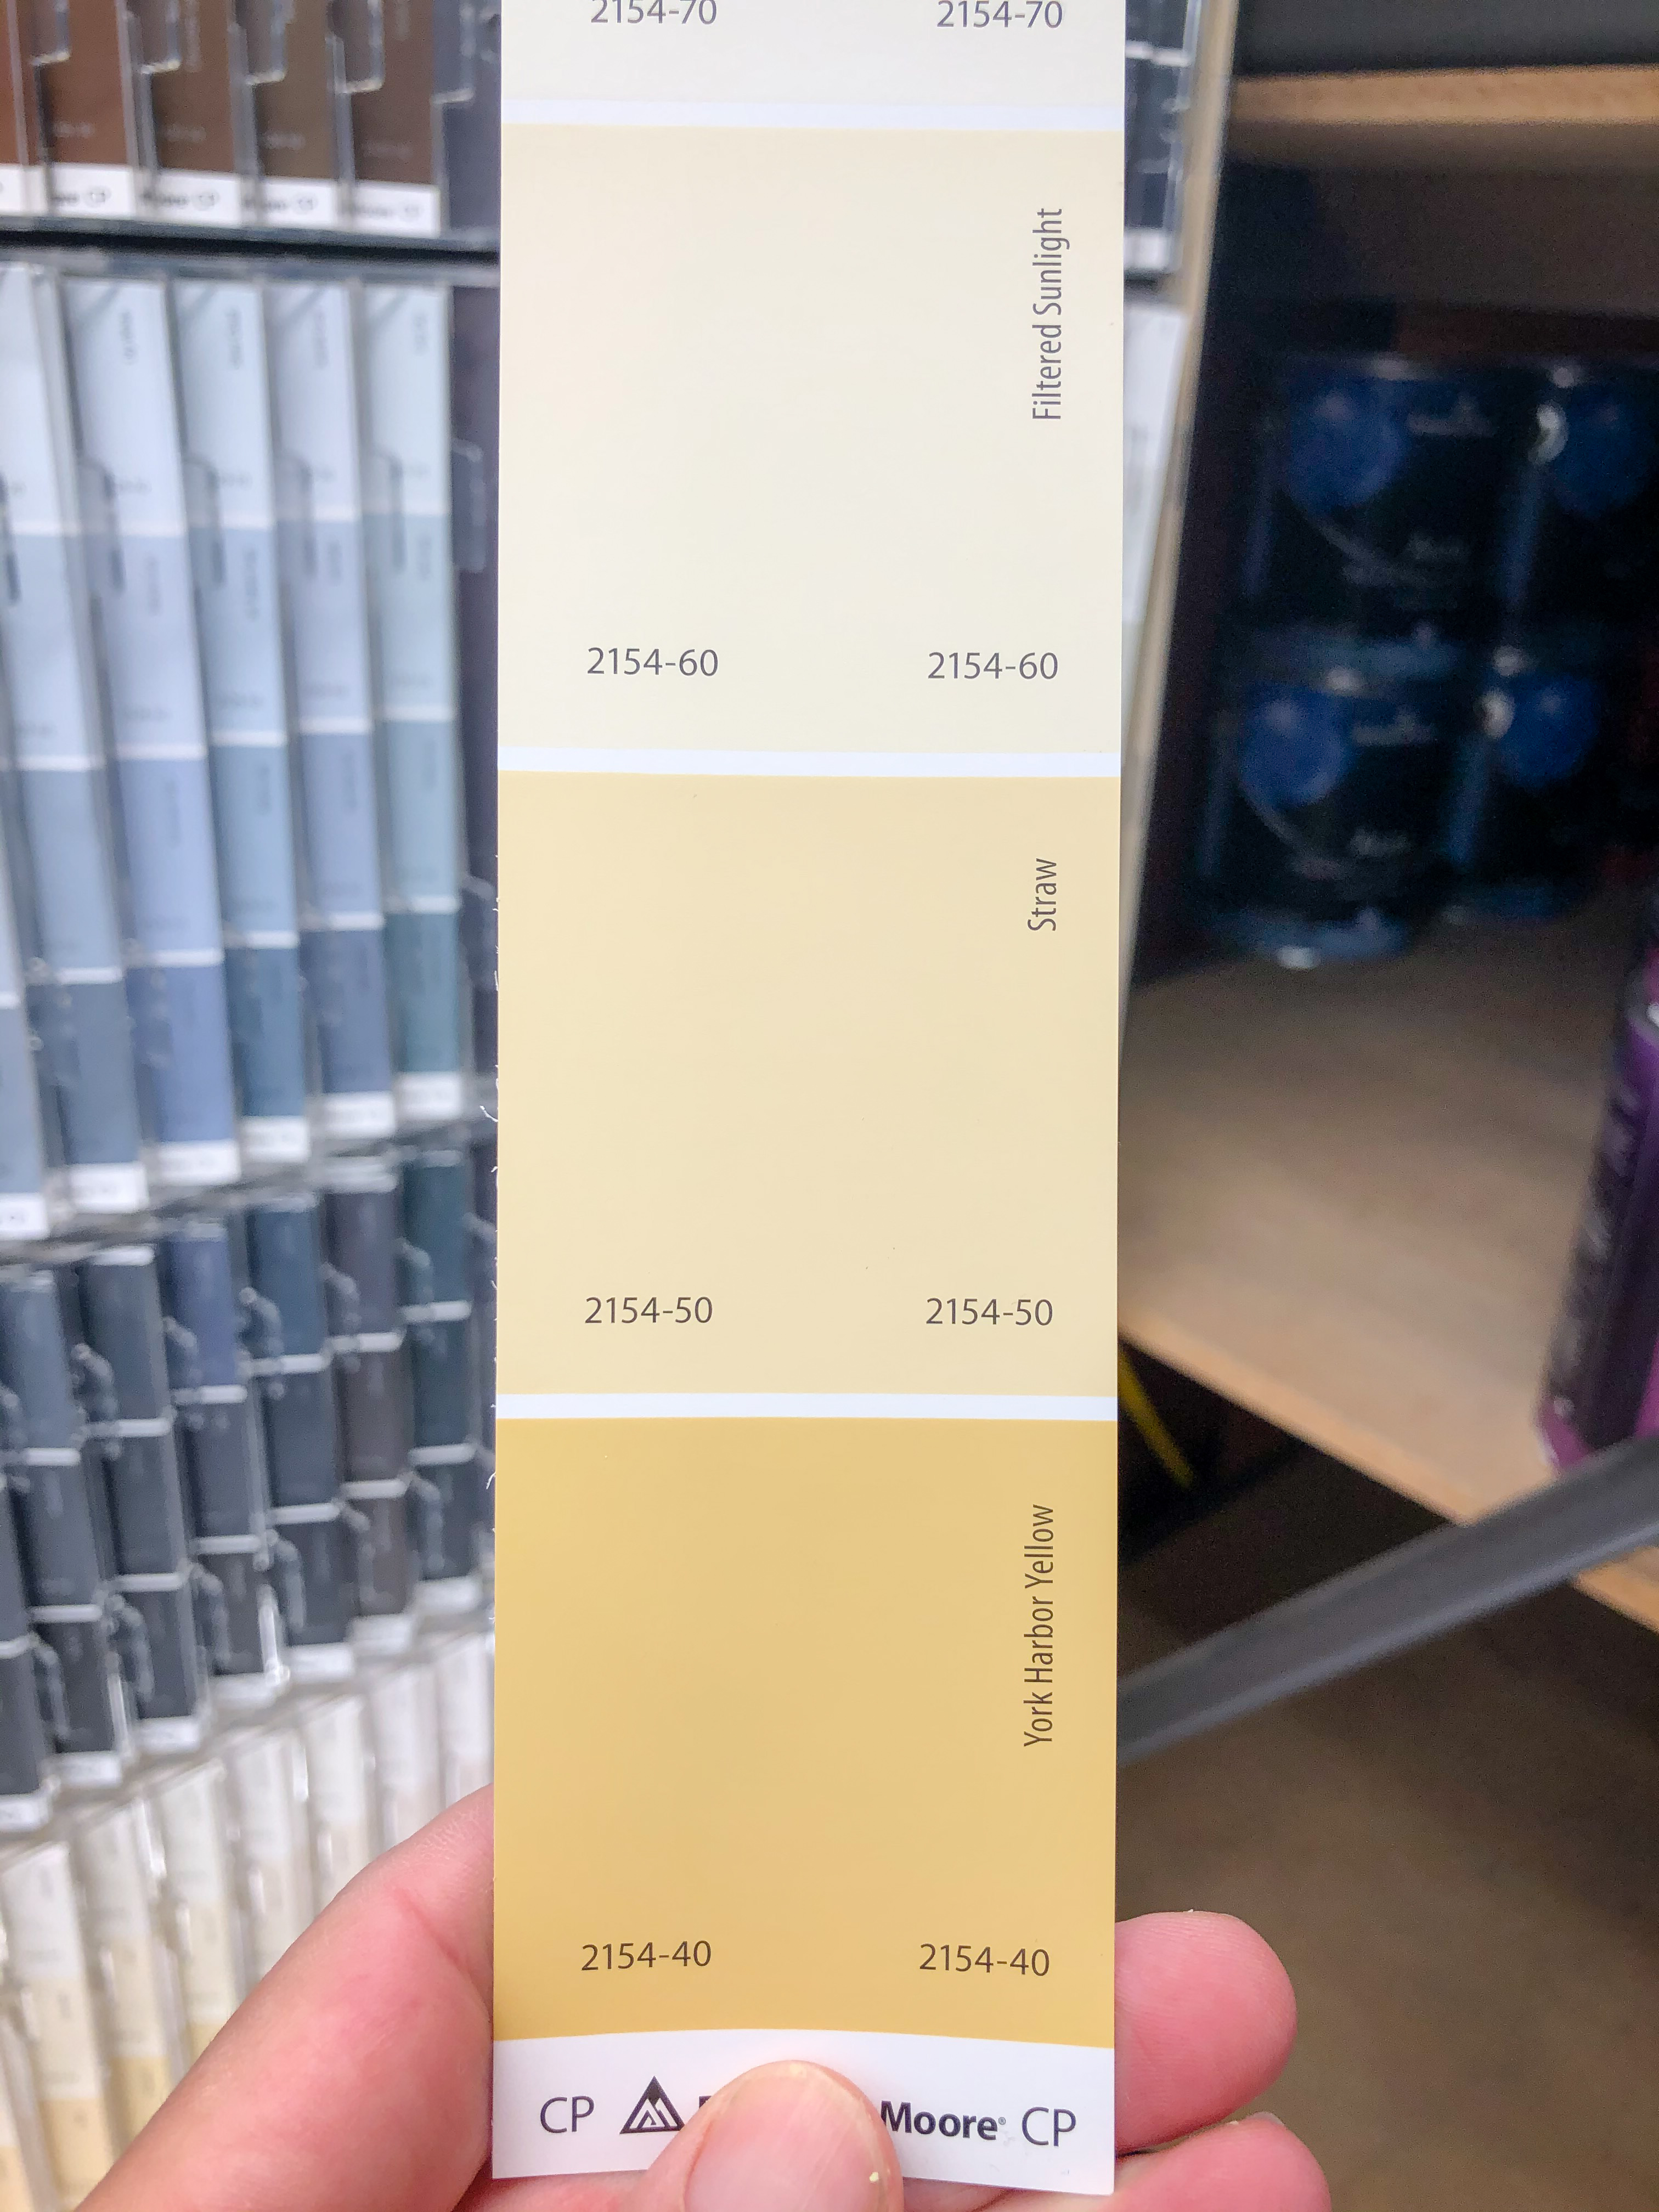 2154-70 2154-70
Filtered Sunlight
2154-60 2154-60
Straw
2154-50 2154-50
York Harbor Yellow
2154-40 2154-40
CP Moore® CP